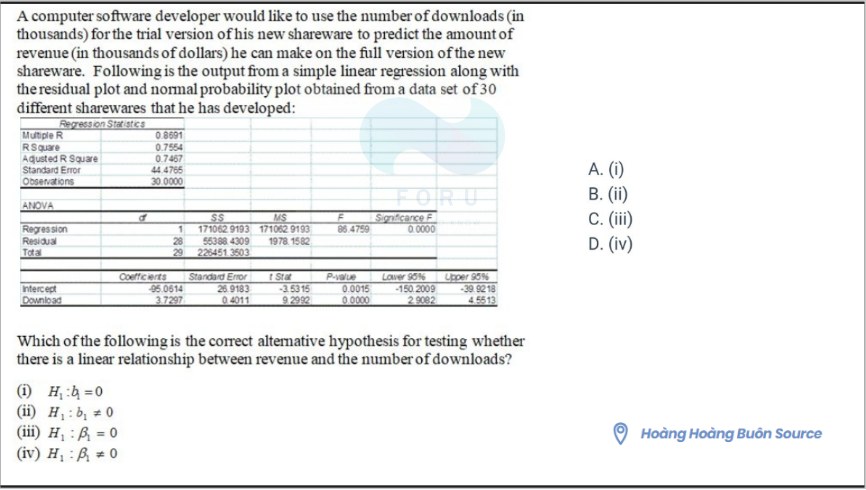 A computer software developer would like to use the number of downloads (in
thousands) for the trial version of his new shareware to predict the amount of
revenue (in thousands of dollars) he can make on the full version of the new
shareware. Following is the output from a simple linear regression along with
the residual plot and normal probability plot obtained from a data set of 30
different sharewares that he has developed:
Regression Statistics
Multiple R 0.8691
R Square 0.7554
Adjusted R Square 0.7467
Standard Error 44.4765
Observations 30.0000
FORU
ANOVA
df SS MS F Significance F
Regression 1 171062.9193 171062.9193 86.4759 0.0000
Residual 28 55388.4309 1978.1582
Total 29 226451.3503
Coefficients Standard Error t Stat P-value Lower 95% Upper 95%
Intercept -95.0614 26.9183 -3.5315 0.0015 -150.2009 -39.9218
Download 3.7297 0.4011 9.2992 0.0000 2.9082 4.5513
A. (i)
B. (ii)
C. (iii)
D. (iv)
Which of the following is the correct alternative hypothesis for testing whether
there is a linear relationship between revenue and the number of downloads?
(i) H₁ : b₁ = 0
(ii) H₁ : b₁ ≠ 0
(iii) H₁ : β₁ = 0
(iv) H₁ : β₁ ≠ 0
Hoàng Hoàng Buôn Source